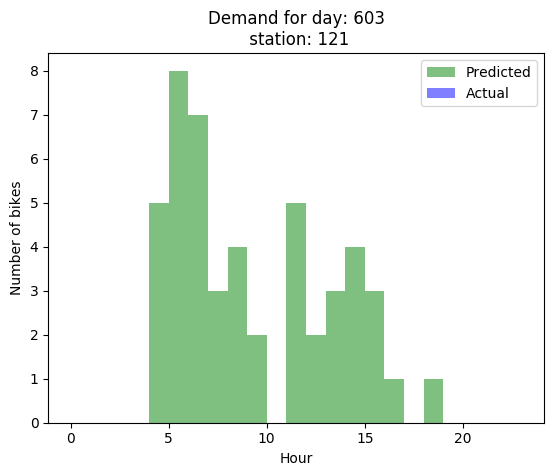 Demand for day: 603
station: 121
Predicted
Actual
Number of bikes
8
7
6
5
4
3
2
1
0
0
5
10
15
20
Hour